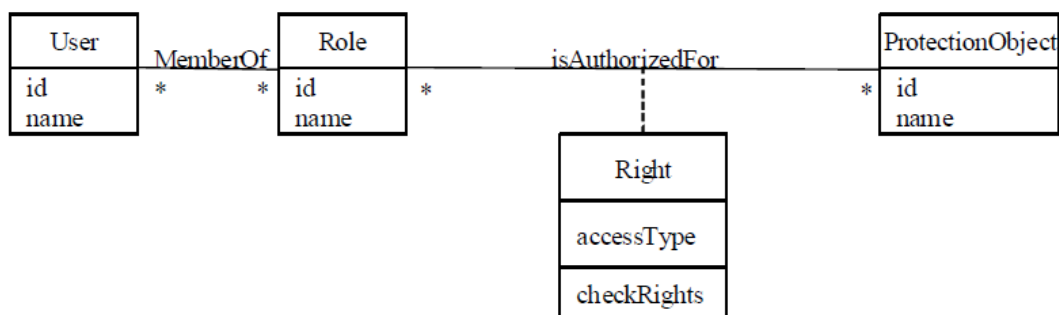 User
MemberOf
Role
isAuthorizedFor
ProtectionObject
id
name
*
*
id
name
*
*
id
name
Right
accessType
checkRights